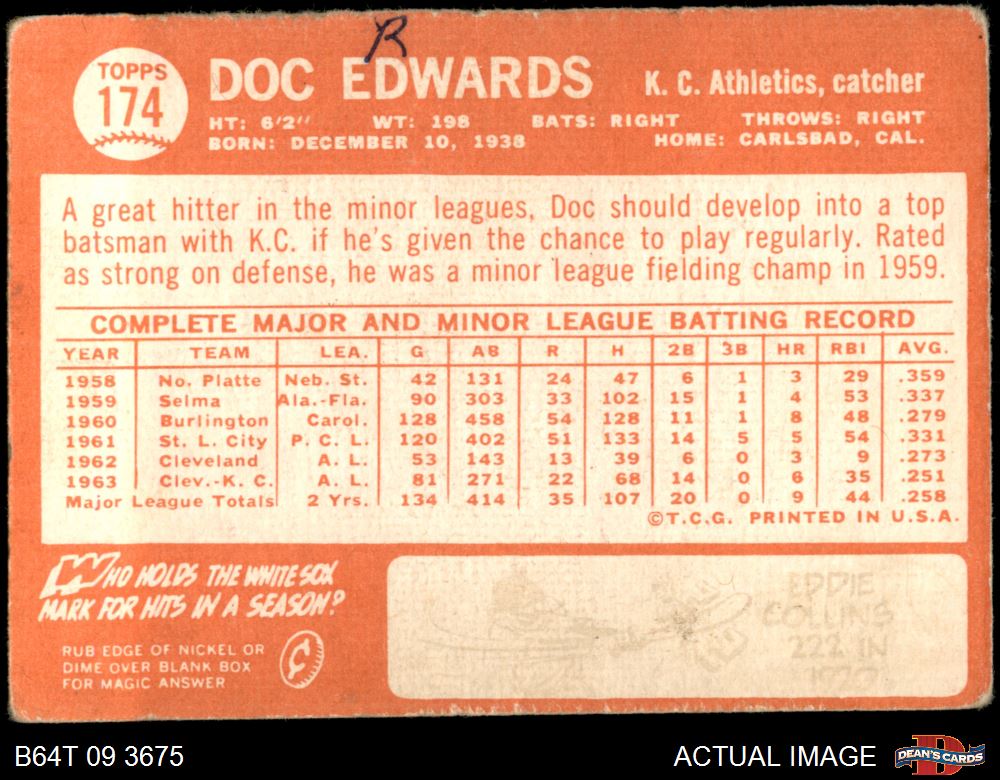 R
TOPPS
174
DOC EDWARDS
K. C. Athletics, catcher
HT: 6'2" WT: 198 BATS: RIGHT THROWS: RIGHT
BORN: DECEMBER 10, 1938 HOME: CARLSBAD, CAL.
A great hitter in the minor leagues, Doc should develop into a top
batsman with K.C. if he's given the chance to play regularly. Rated
as strong on defense, he was a minor league fielding champ in 1959.
COMPLETE MAJOR AND MINOR LEAGUE BATTING RECORD
YEAR TEAM LEA. G AB R H 2B 3B HR RBI AVG.
1958 No. Platte Neb. St. 42 131 24 47 6 1 3 29 .359
1959 Selma Ala.-Fla. 90 303 33 102 15 1 4 53 .337
1960 Burlington Carol. 128 458 54 128 11 1 8 48 .279
1961 St. L. City P. C. L. 120 402 51 133 14 5 5 54 .331
1962 Cleveland A. L. 53 143 13 39 6 0 3 9 .273
1963 Clev.-K. C. A. L. 81 271 22 68 14 0 6 35 .251
Major League Totals 2 Yrs. 134 414 35 107 20 0 9 44 .258
©T.C.G. PRINTED IN U.S.A.
WHO HOLDS THE WHITE SOX
MARK FOR HITS IN A SEASON?
RUB EDGE OF NICKEL OR
DIME OVER BLANK BOX
FOR MAGIC ANSWER
¢
EDDIE
COLLINS
222 IN
1920
B64T 09 3675
ACTUAL IMAGE
D
DEAN'S CARDS